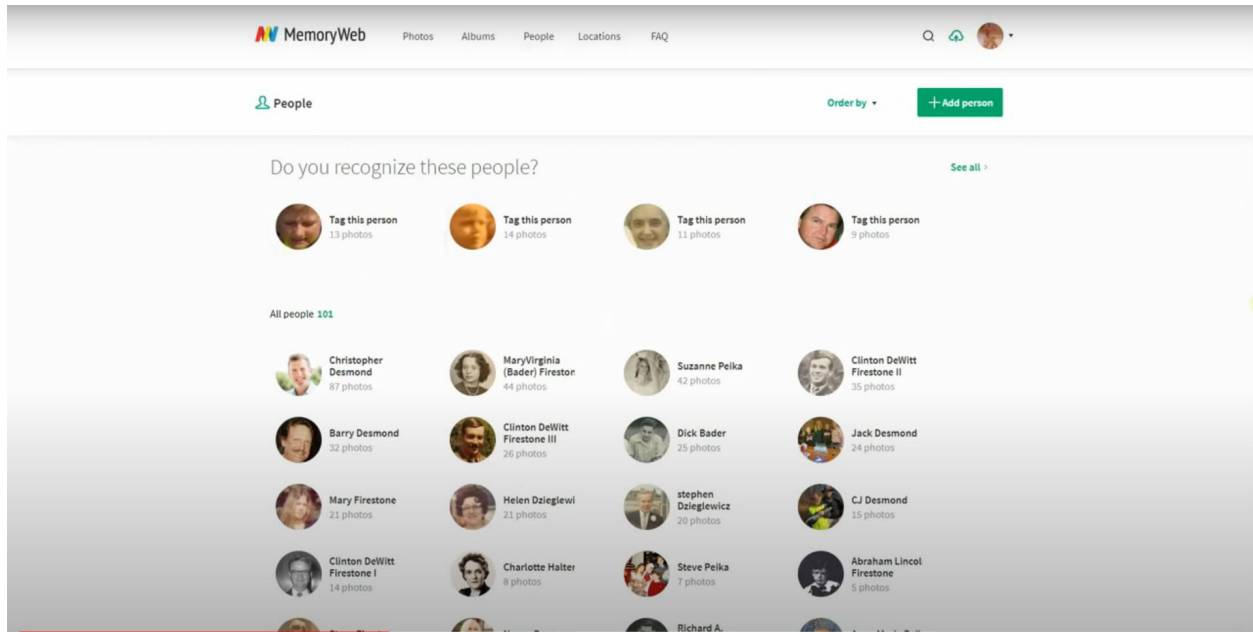 MemoryWeb
Photos Albums People Locations FAQ
People
Order by
Add person
Do you recognize these people?
See all
Tag this person
13 photos
Tag this person
14 photos
Tag this person
11 photos
Tag this person
9 photos
All people 101
Christopher
Desmond
87 photos
MaryVirginia
(Bader) Fireston
44 photos
Suzanne Peika
42 photos
Clinton DeWitt
Firestone II
35 photos
Barry Desmond
32 photos
Clinton DeWitt
Firestone III
26 photos
Dick Bader
25 photos
Jack Desmond
24 photos
Mary Firestone
21 photos
Helen Dzieglewi
21 photos
stephen
Dzieglewicz
20 photos
CJ Desmond
15 photos
Clinton DeWitt
Firestone I
14 photos
Charlotte Halter
8 photos
Steve Peika
7 photos
Abraham Lincol
Firestone
5 photos
Richard A.